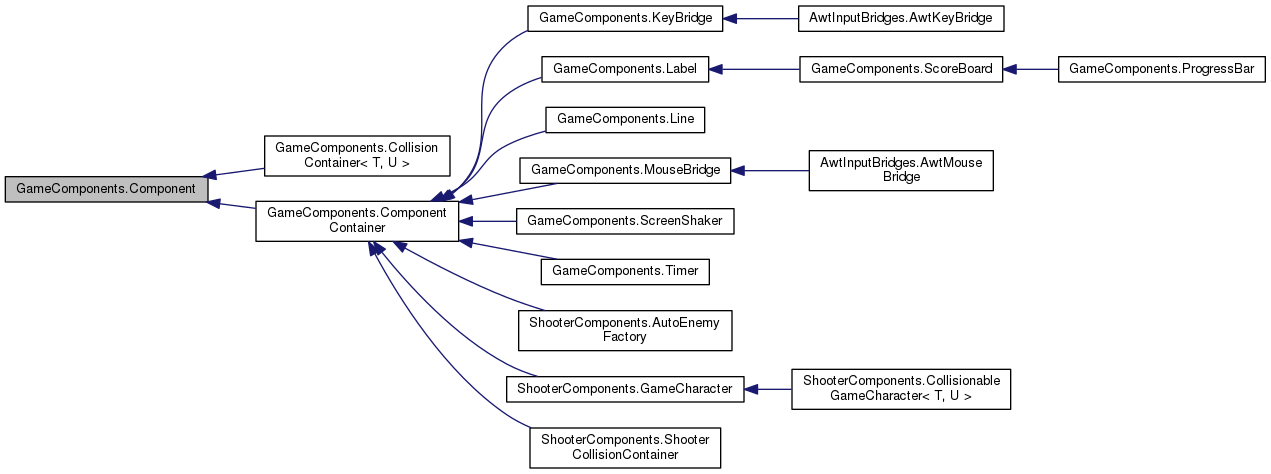 GameComponents.KeyBridge
AwtInputBridges.AwtKeyBridge
GameComponents.Label
GameComponents.ScoreBoard
GameComponents.ProgressBar
GameComponents.Line
GameComponents.Collision
Container< T, U >
GameComponents.MouseBridge
AwtInputBridges.AwtMouse
Bridge
GameComponents.Component
GameComponents.Component
Container
GameComponents.ScreenShaker
GameComponents.Timer
ShooterComponents.AutoEnemy
Factory
ShooterComponents.GameCharacter
ShooterComponents.Collisionable
GameCharacter< T, U >
ShooterComponents.Shooter
CollisionContainer